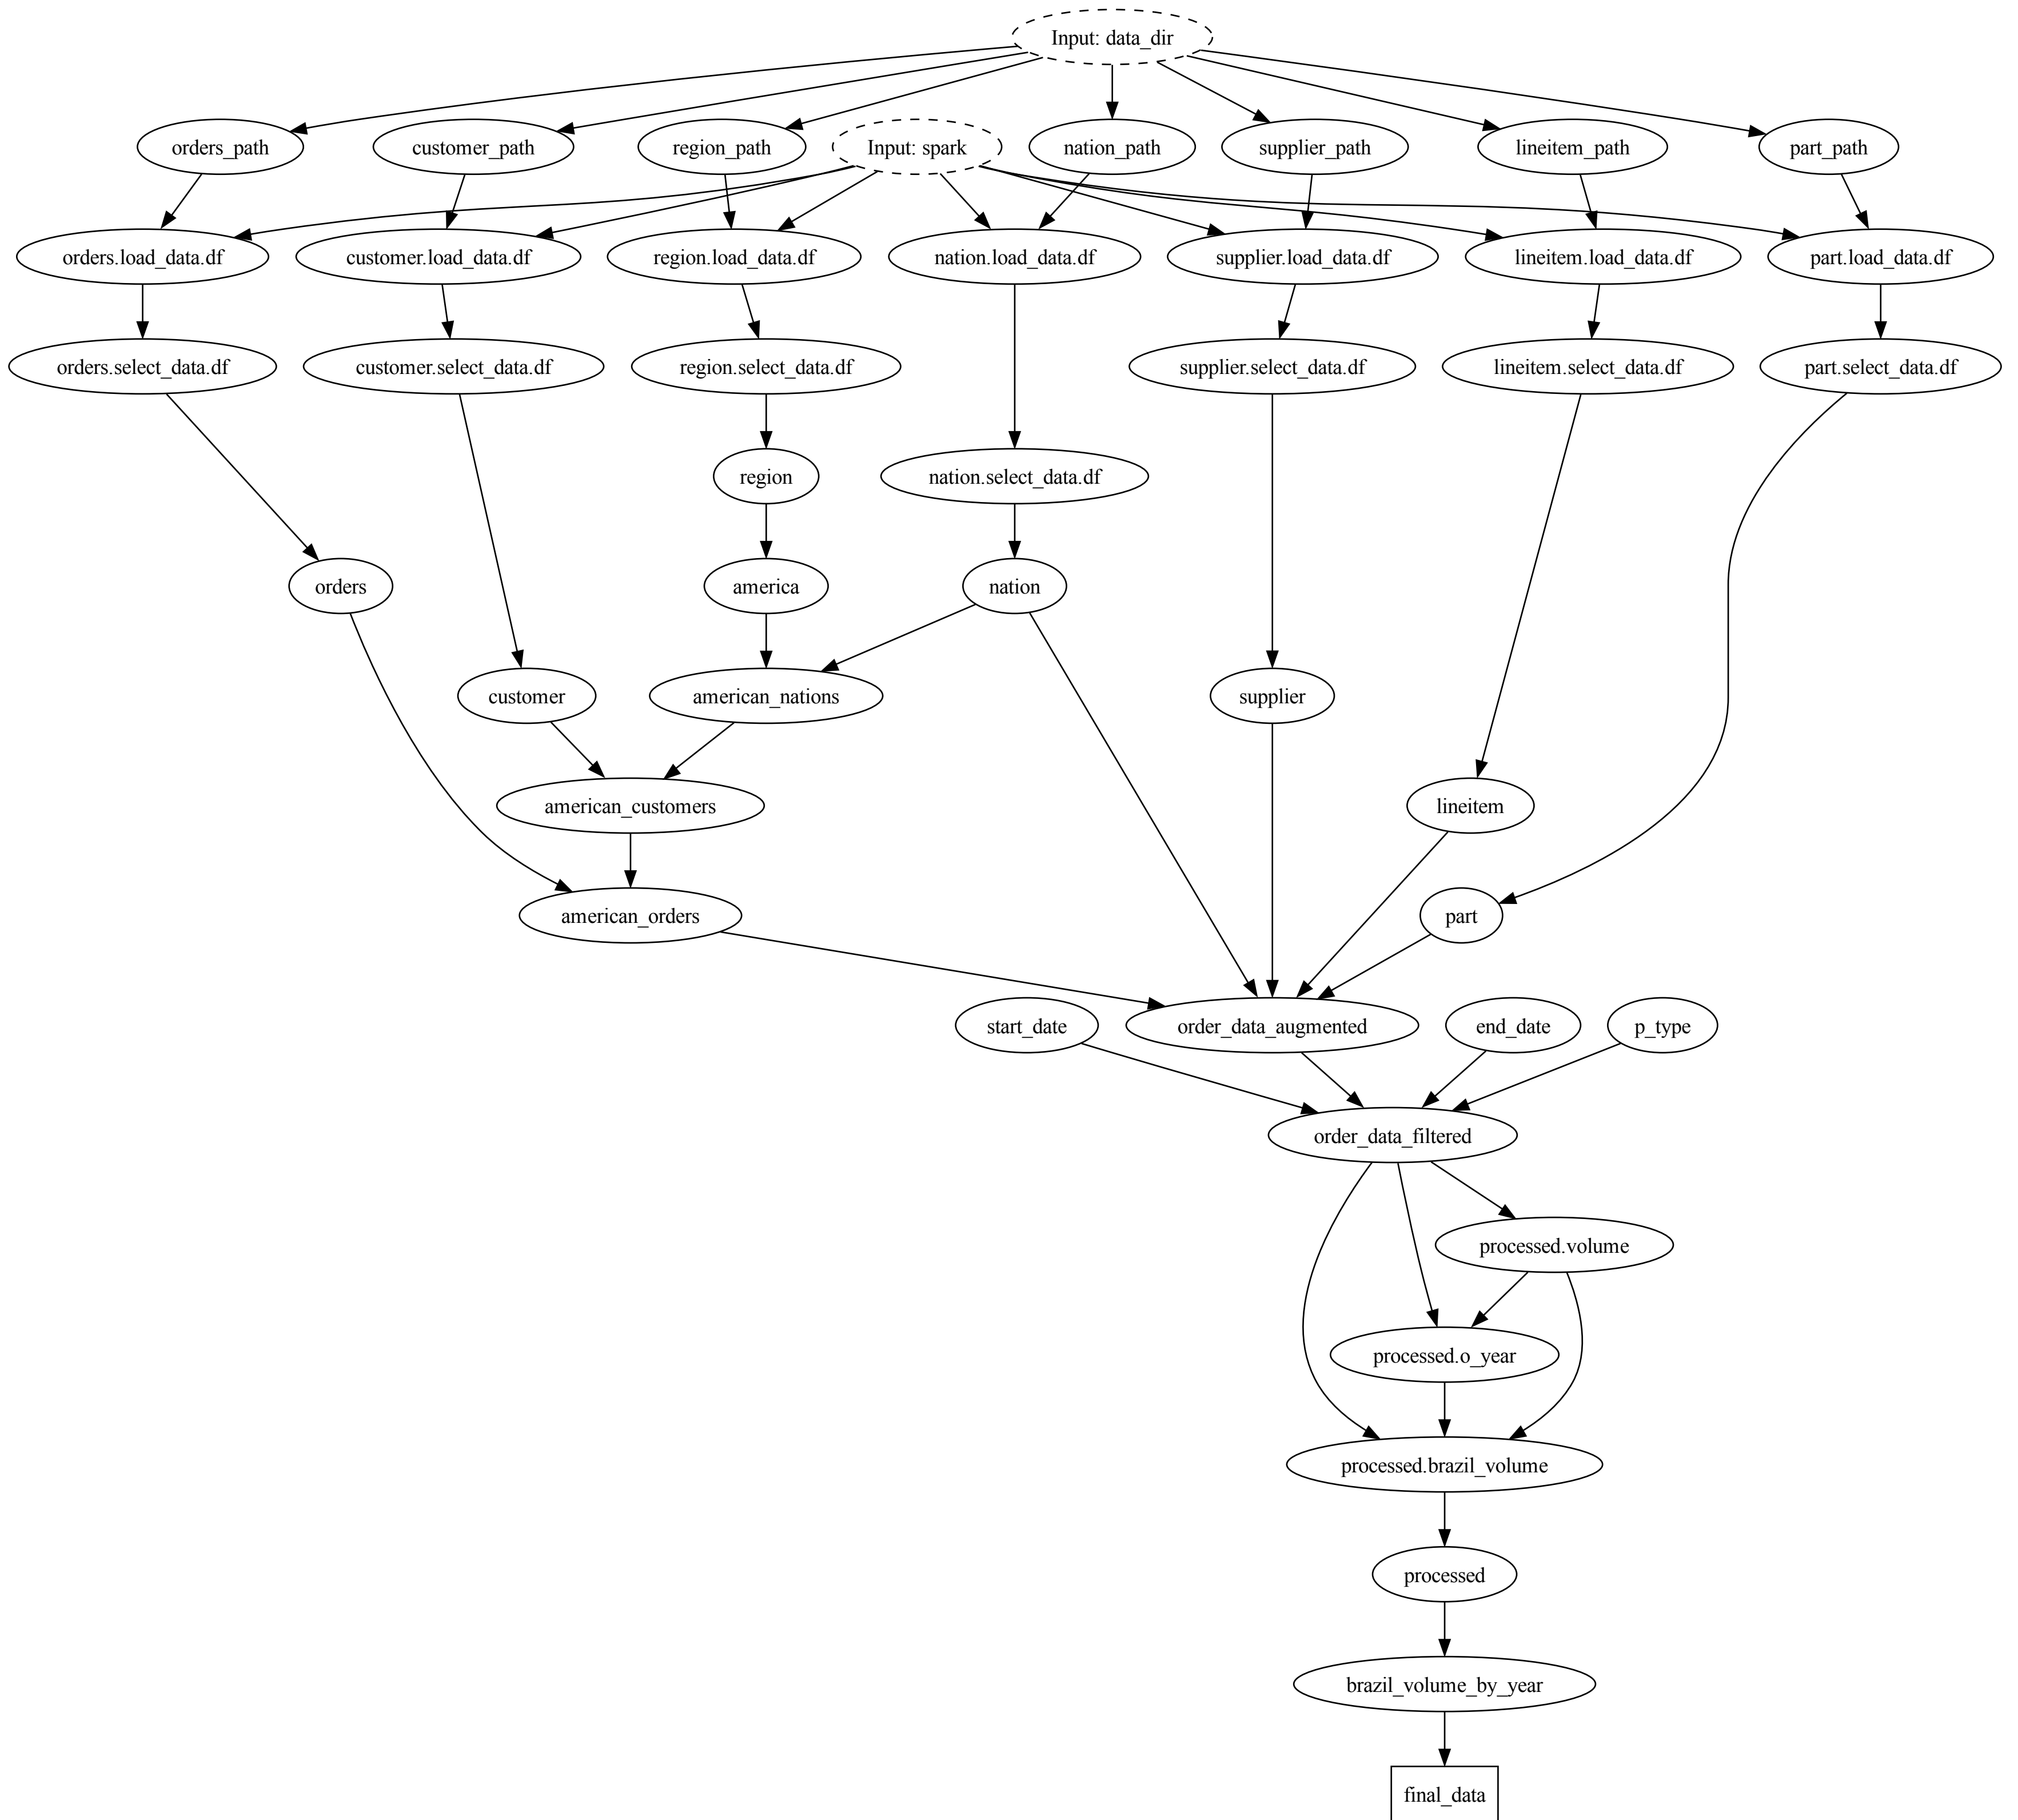 Input: data_dir
orders_path
customer_path
region_path
Input: spark
nation_path
supplier_path
lineitem_path
part_path
orders.load_data.df
customer.load_data.df
region.load_data.df
nation.load_data.df
supplier.load_data.df
lineitem.load_data.df
part.load_data.df
orders.select_data.df
customer.select_data.df
region.select_data.df
supplier.select_data.df
lineitem.select_data.df
part.select_data.df
region
nation.select_data.df
orders
america
nation
customer
american_nations
supplier
american_customers
lineitem
american_orders
part
start_date
order_data_augmented
end_date
p_type
order_data_filtered
processed.volume
processed.o_year
processed.brazil_volume
processed
brazil_volume_by_year
final_data